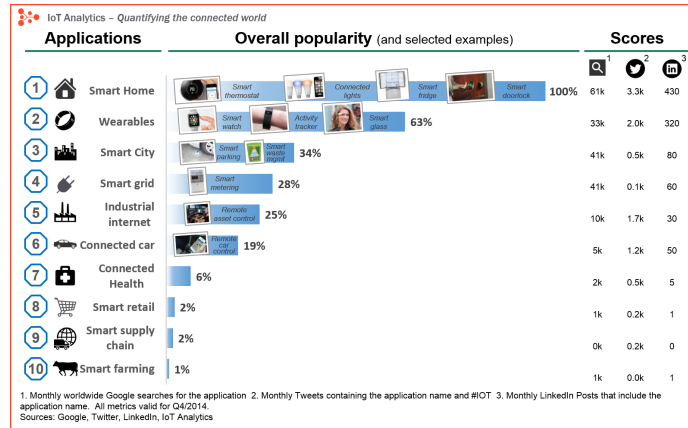 IoT Analytics – Quantifying the connected world
Applications
Overall popularity (and selected examples)
Scores
1 2 3
1 Smart Home Smart thermostat Connected lights Smart fridge Smart doorlock 100% 61k 3.3k 430
2 Wearables Smart watch Activity tracker Smart glass 63% 33k 2.0k 320
3 Smart City Smart parking Smart waste mgmt 34% 41k 0.5k 80
4 Smart grid Smart metering 28% 41k 0.1k 60
5 Industrial internet Remote asset control 25% 10k 1.7k 30
6 Connected car Remote car control 19% 5k 1.2k 50
7 Connected Health 6% 2k 0.5k 5
8 Smart retail 2% 1k 0.2k 1
9 Smart supply chain 2% 0k 0.2k 0
10 Smart farming 1% 1k 0.0k 1
1. Monthly worldwide Google searches for the application 2. Monthly Tweets containing the application name and #IOT 3. Monthly LinkedIn Posts that include the
application name. All metrics valid for Q4/2014.
Sources: Google, Twitter, LinkedIn, IoT Analytics